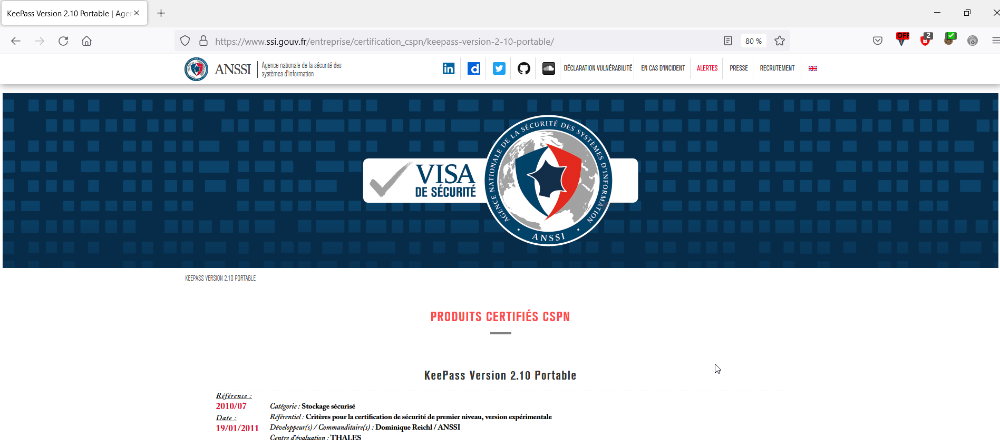 KeePass Version 2.10 Portable | Agen
https://www.ssi.gouv.fr/entreprise/certification_cspn/keepass-version-2-10-portable/
80 %
OFF
2
ANSSI
Agence nationale de la sécurité des
systèmes d'information
in
d
DÉCLARATION VULNÉRABILITÉ
EN CAS D'INCIDENT
ALERTES
PRESSE
RECRUTEMENT
VISA
DE SÉCURITÉ
AGENCE NATIONALE DE LA SÉCURITÉ DES SYSTÈMES D'INFORMATION
• ANSSI •
KEEPASS VERSION 2.10 PORTABLE
PRODUITS CERTIFIÉS CSPN
KeePass Version 2.10 Portable
Référence :
2010/07
Date :
19/01/2011
Catégorie : Stockage sécurisé
Référentiel : Critères pour la certification de sécurité de premier niveau, version expérimentale
Développeur(s) / Commanditaire(s) : Dominique Reichl / ANSSI
Centre d'évaluation : THALES